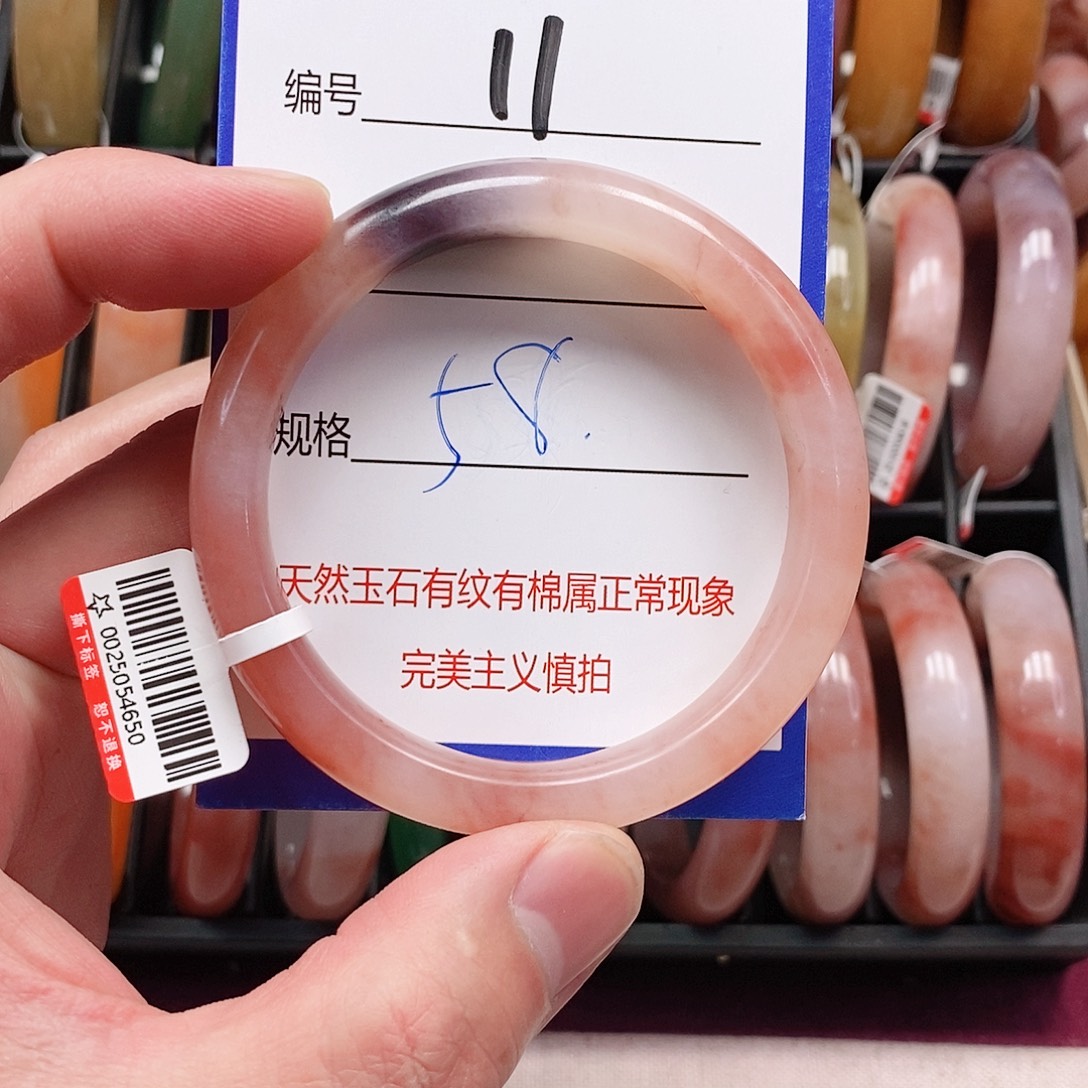 编号 11
规格 58.
天然玉石有纹有棉属正常现象
完美主义慎拍
0025054650
撕下标签 恕不退换